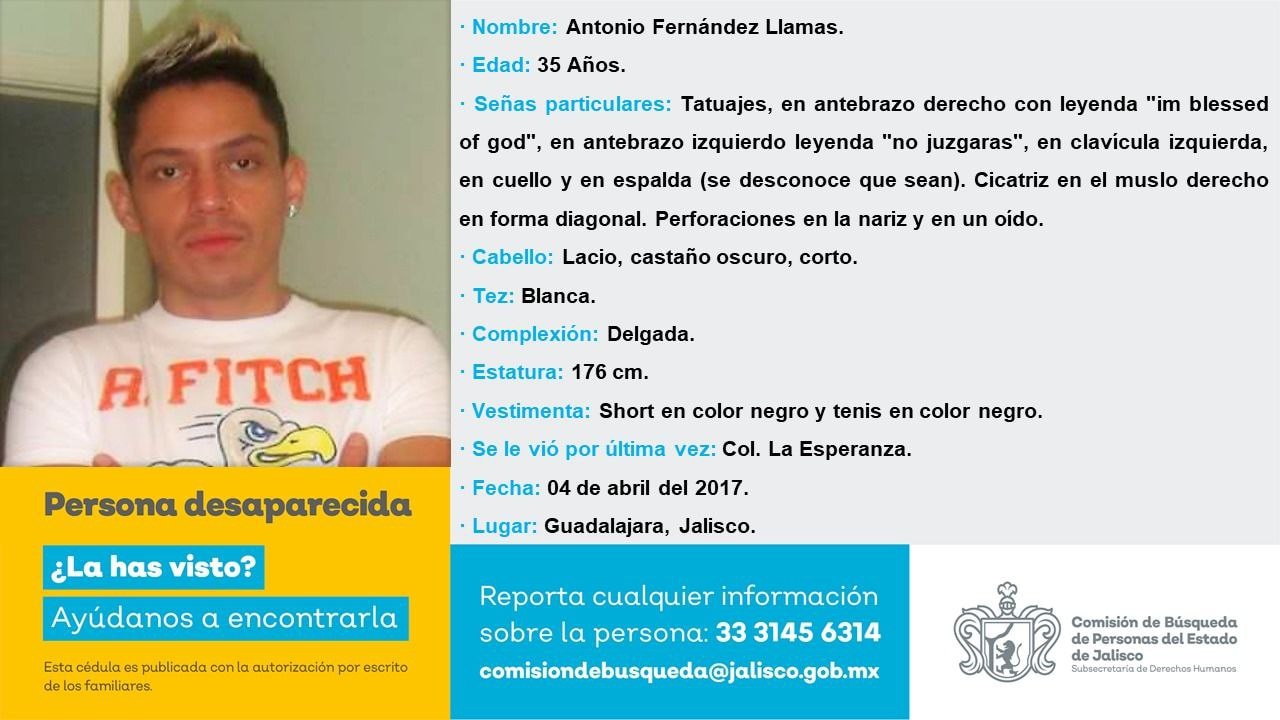 · Nombre: Antonio Fernández Llamas.
· Edad: 35 Años.
· Señas particulares: Tatuajes, en antebrazo derecho con leyenda "im blessed
of god", en antebrazo izquierdo leyenda "no juzgaras", en clavícula izquierda,
en cuello y en espalda (se desconoce que sean). Cicatriz en el muslo derecho
en forma diagonal. Perforaciones en la nariz y en un oído.
· Cabello: Lacio, castaño oscuro, corto.
· Tez: Blanca.
· Complexión: Delgada.
· Estatura: 176 cm.
· Vestimenta: Short en color negro y tenis en color negro.
· Se le vió por última vez: Col. La Esperanza.
· Fecha: 04 de abril del 2017.
· Lugar: Guadalajara, Jalisco.
A. FITCH
Persona desaparecida
¿La has visto?
Ayúdanos a encontrarla
Esta cédula es publicada con la autorización por escrito
de los familiares.
Reporta cualquier información
sobre la persona: 33 3145 6314
comisiondebusqueda@jalisco.gob.mx
Comisión de Búsqueda
de Personas del Estado
de Jalisco
Subsecretaría de Derechos Humanos